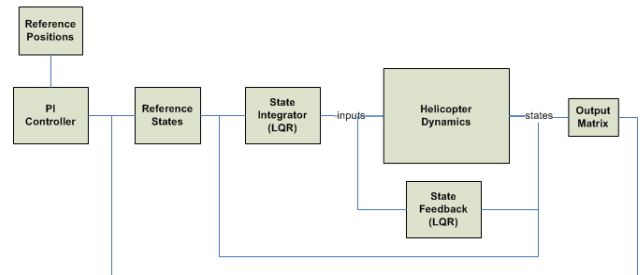 Reference
Positions
PI
Controller
Reference
States
State
Integrator
(LQR)
inputs
Helicopter
Dynamics
states
Output
Matrix
State
Feedback
(LQR)